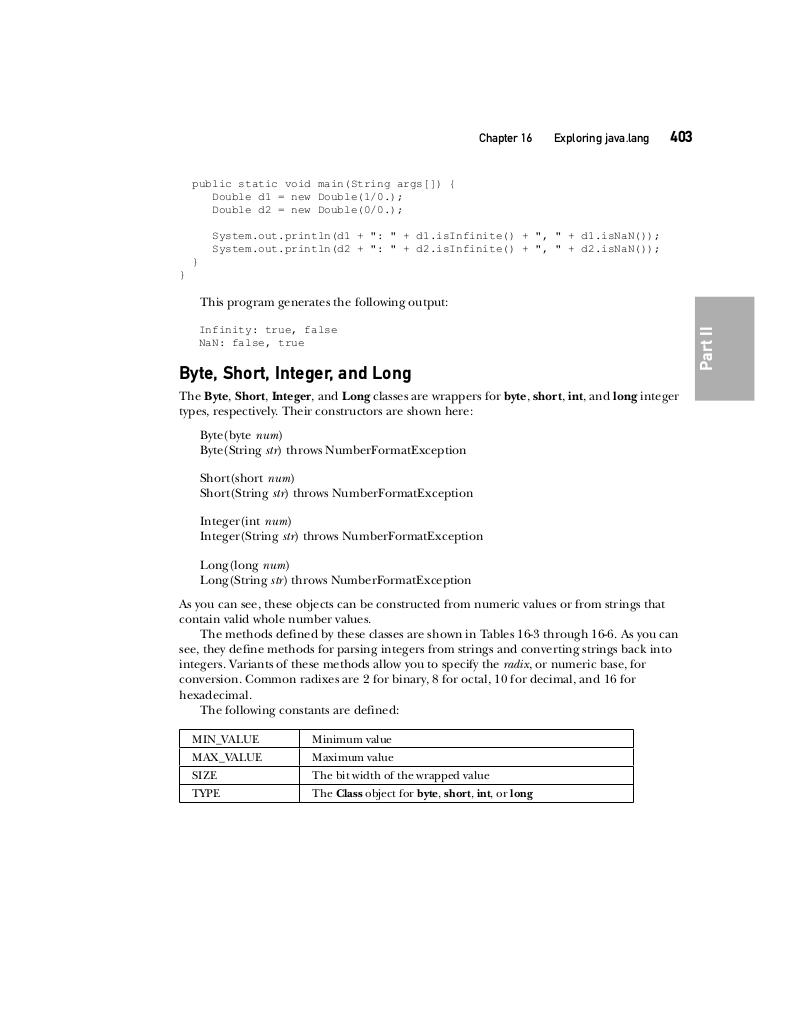 Chapter 16 Exploring java.lang 403
public static void main(String args[]) {
Double d1 = new Double(1/0.);
Double d2 = new Double(0/0.);
System.out.println(d1 + ": " + d1.isInfinite() + ", " + d1.isNaN());
System.out.println(d2 + ": " + d2.isInfinite() + ", " + d2.isNaN());
}
}
This program generates the following output:
Infinity: true, false
NaN: false, true
Part II
Byte, Short, Integer, and Long
The Byte, Short, Integer, and Long classes are wrappers for byte, short, int, and long integer
types, respectively. Their constructors are shown here:
Byte(byte num)
Byte(String str) throws NumberFormatException
Short(short num)
Short(String str) throws NumberFormatException
Integer(int num)
Integer(String str) throws NumberFormatException
Long(long num)
Long(String str) throws NumberFormatException
As you can see, these objects can be constructed from numeric values or from strings that
contain valid whole number values.
The methods defined by these classes are shown in Tables 16-3 through 16-6. As you can
see, they define methods for parsing integers from strings and converting strings back into
integers. Variants of these methods allow you to specify the radix, or numeric base, for
conversion. Common radixes are 2 for binary, 8 for octal, 10 for decimal, and 16 for
hexadecimal.
The following constants are defined:
MIN_VALUE Minimum value
MAX_VALUE Maximum value
SIZE The bit width of the wrapped value
TYPE The Class object for byte, short, int, or long